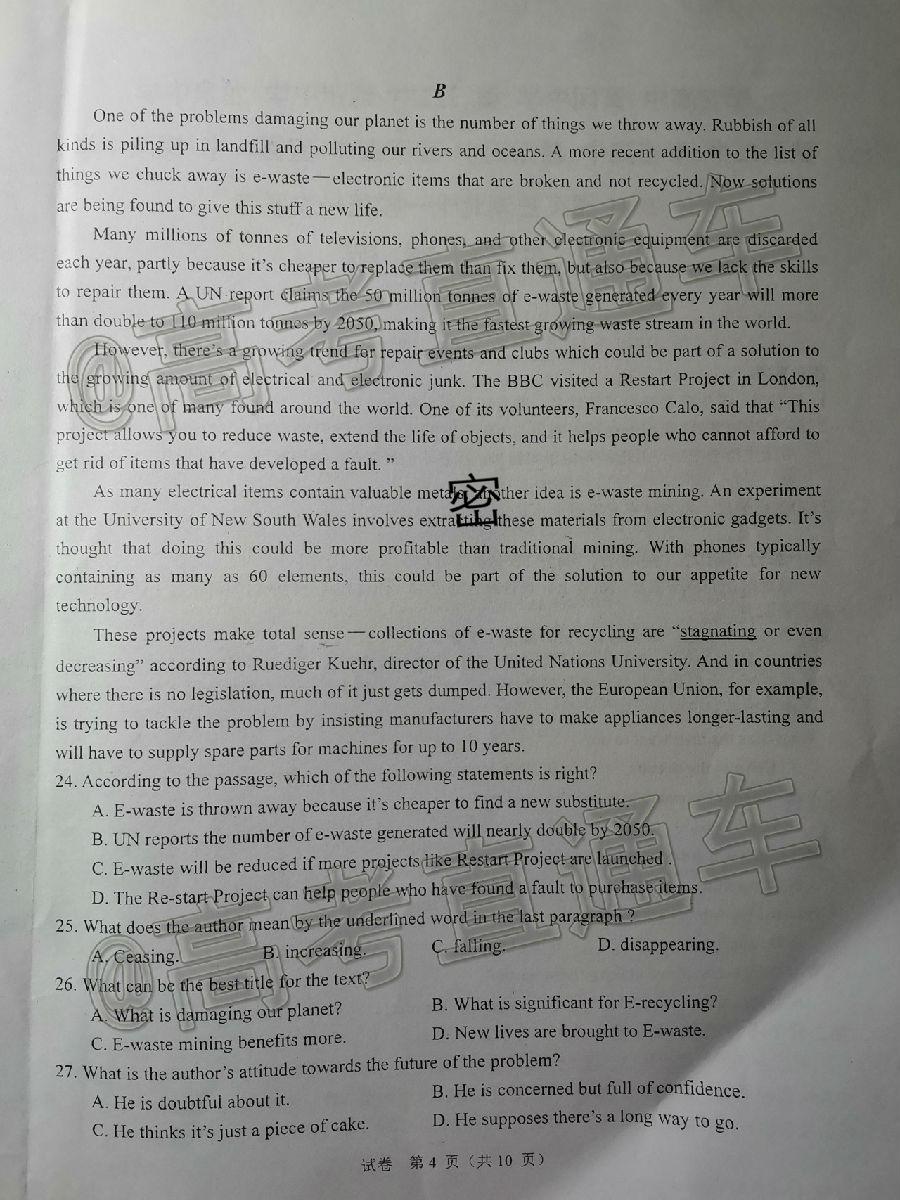 B
One of the problems damaging our planet is the number of things we throw away. Rubbish of all
kinds is piling up in landfill and polluting our rivers and oceans. A more recent addition to the list of
things we chuck away is e-waste—electronic items that are broken and not recycled. Now solutions
are being found to give this stuff a new life.
Many millions of tonnes of televisions, phones, and other electronic equipment are discarded
each year, partly because it's cheaper to replace them than fix them, but also because we lack the skills
to repair them. A UN report claims the 50 million tonnes of e-waste generated every year will more
than double to 110 million tonnes by 2050, making it the fastest growing waste stream in the world.
However, there's a growing trend for repair events and clubs which could be part of a solution to
the growing amount of electrical and electronic junk. The BBC visited a Restart Project in London,
which is one of many found around the world. One of its volunteers, Francesco Calo, said that "This
project allows you to reduce waste, extend the life of objects, and it helps people who cannot afford to
get rid of items that have developed a fault. "
As many electrical items contain valuable metals, another idea is e-waste mining. An experiment
at the University of New South Wales involves extracting these materials from electronic gadgets. It's
thought that doing this could be more profitable than traditional mining. With phones typically
containing as many as 60 elements, this could be part of the solution to our appetite for new
technology.
These projects make total sense—collections of e-waste for recycling are "stagnating or even
decreasing" according to Ruediger Kuehr, director of the United Nations University. And in countries
where there is no legislation, much of it just gets dumped. However, the European Union, for example,
is trying to tackle the problem by insisting manufacturers have to make appliances longer-lasting and
will have to supply spare parts for machines for up to 10 years.
24. According to the passage, which of the following statements is right?
A. E-waste is thrown away because it's cheaper to find a new substitute.
B. UN reports the number of e-waste generated will nearly double by 2050.
C. E-waste will be reduced if more projects like Restart Project are launched .
D. The Re-start Project can help people who have found a fault to purchase items.
25. What does the author mean by the underlined word in the last paragraph ?
A. Ceasing. B. increasing. C. falling. D. disappearing.
26. What can be the best title for the text?
A. What is damaging our planet? B. What is significant for E-recycling?
C. E-waste mining benefits more. D. New lives are brought to E-waste.
27. What is the author's attitude towards the future of the problem?
A. He is doubtful about it. B. He is concerned but full of confidence.
C. He thinks it's just a piece of cake. D. He supposes there's a long way to go.
试卷 第 4 页（共 10 页）
@高考直通车
密
@高考直通车